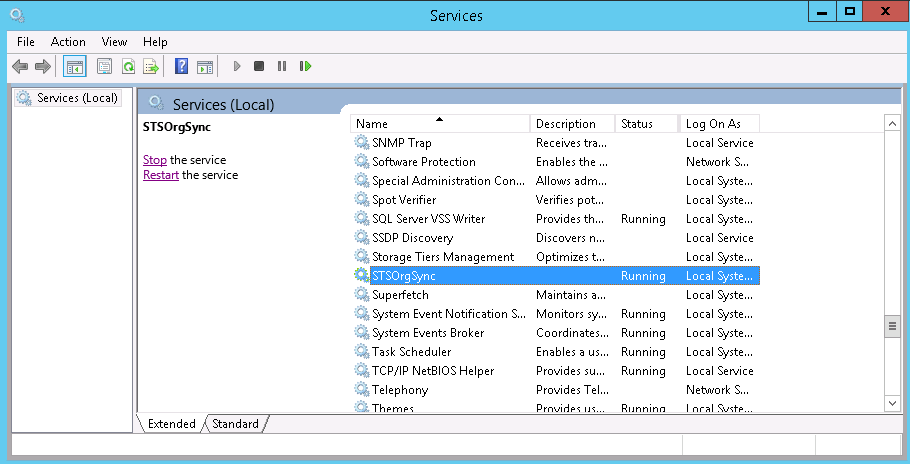 Services
File Action View Help
Services (Local)
Services (Local)
STSOrgSync
Stop the service
Restart the service
Name Description Status Log On As
SNMP Trap Receives tra... Local Service
Software Protection Enables the ... Network S...
Special Administration Con... Allows adm... Local Syste...
Spot Verifier Verifies pot... Local Syste...
SQL Server VSS Writer Provides th... Running Local Syste...
SSDP Discovery Discovers n... Local Service
Storage Tiers Management Optimizes t... Local Syste...
STSOrgSync Running Local Syste...
Superfetch Maintains a... Local Syste...
System Event Notification S... Monitors sy... Running Local Syste...
System Events Broker Coordinates... Running Local Syste...
Task Scheduler Enables a us... Running Local Syste...
TCP/IP NetBIOS Helper Provides su... Running Local Service
Telephony Provides Tel... Network S...
Themes Provides us... Running Local Syste...
Extended Standard